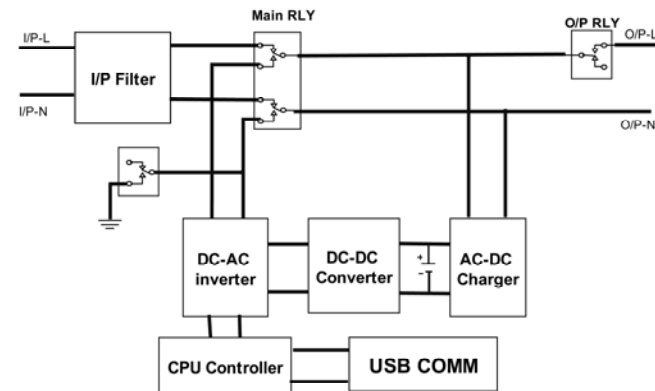 Main RLY
O/P RLY
I/P-L
O/P-L
I/P Filter
I/P-N
O/P-N
DC-AC
inverter
DC-DC
Converter
+
-
AC-DC
Charger
CPU Controller
USB COMM